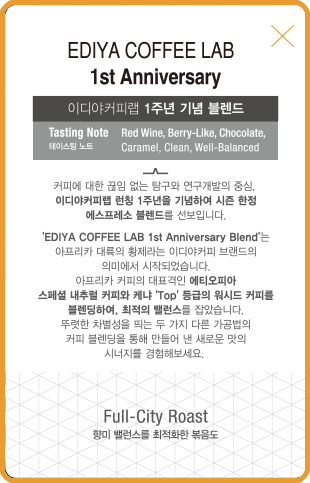 EDIYA COFFEE LAB
1st Anniversary
이디야커피랩 1주년 기념 블렌드
Tasting Note
테이스팅 노트
Red Wine, Berry-Like, Chocolate,
Caramel, Clean, Well-Balanced
커피에 대한 끊임 없는 탐구와 연구개발의 중심,
이디야커피랩 런칭 1주년을 기념하여 시즌 한정
에스프레소 블렌드를 선보입니다.
'EDIYA COFFEE LAB 1st Anniversary Blend'는
아프리카 대륙의 황제라는 이디야커피 브랜드의
의미에서 시작되었습니다.
아프리카 커피의 대표격인 에티오피아
스페셜 내추럴 커피와 케냐 'Top' 등급의 워시드 커피를
블렌딩하여, 최적의 밸런스를 잡았습니다.
뚜렷한 차별성을 띄는 두 가지 다른 가공법의
커피 블렌딩을 통해 만들어 낸 새로운 맛의
시너지를 경험해보세요.
Full-City Roast
향미 밸런스를 최적화한 볶음도